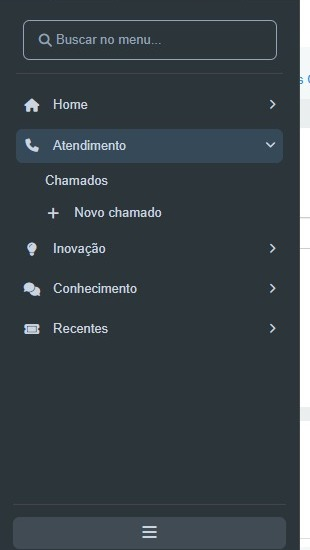 Buscar no menu...
Home
Atendimento
Chamados
Novo chamado
Inovação
Conhecimento
Recentes